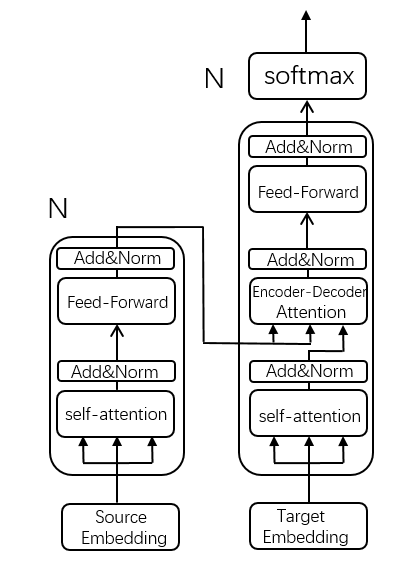 N
Add&Norm
Feed-Forward
Add&Norm
self-attention
Source
Embedding
N
softmax
Add&Norm
Feed-Forward
Add&Norm
Encoder-Decoder
Attention
Add&Norm
self-attention
Target
Embedding